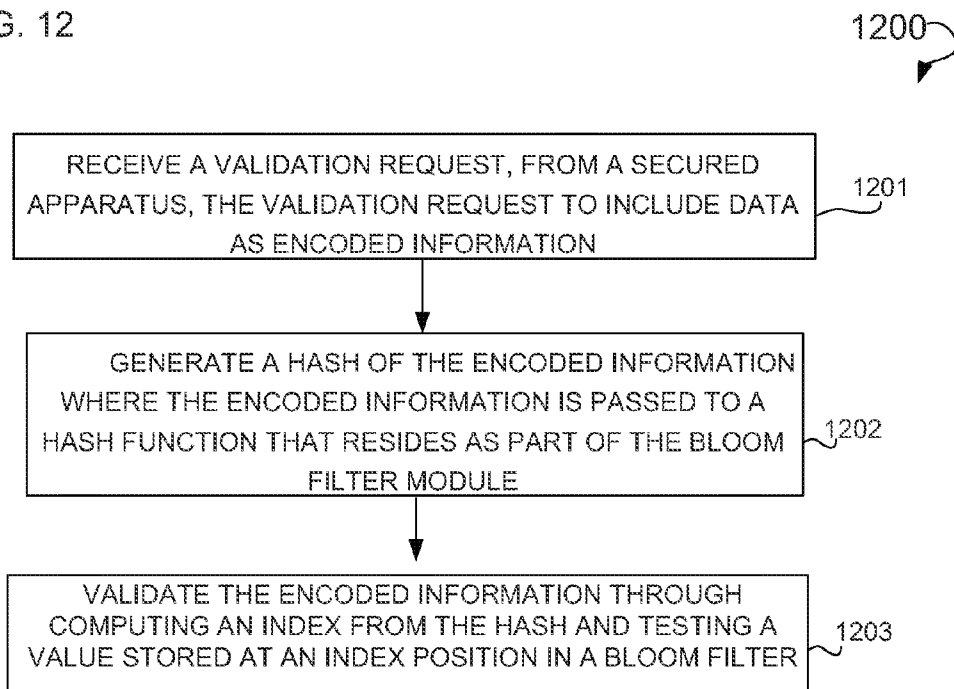 G. 12
1200
RECEIVE A VALIDATION REQUEST, FROM A SECURED
APPARATUS, THE VALIDATION REQUEST TO INCLUDE DATA
AS ENCODED INFORMATION
1201
GENERATE A HASH OF THE ENCODED INFORMATION
WHERE THE ENCODED INFORMATION IS PASSED TO A
HASH FUNCTION THAT RESIDES AS PART OF THE BLOOM
FILTER MODULE
1202
VALIDATE THE ENCODED INFORMATION THROUGH
COMPUTING AN INDEX FROM THE HASH AND TESTING A
VALUE STORED AT AN INDEX POSITION IN A BLOOM FILTER
1203